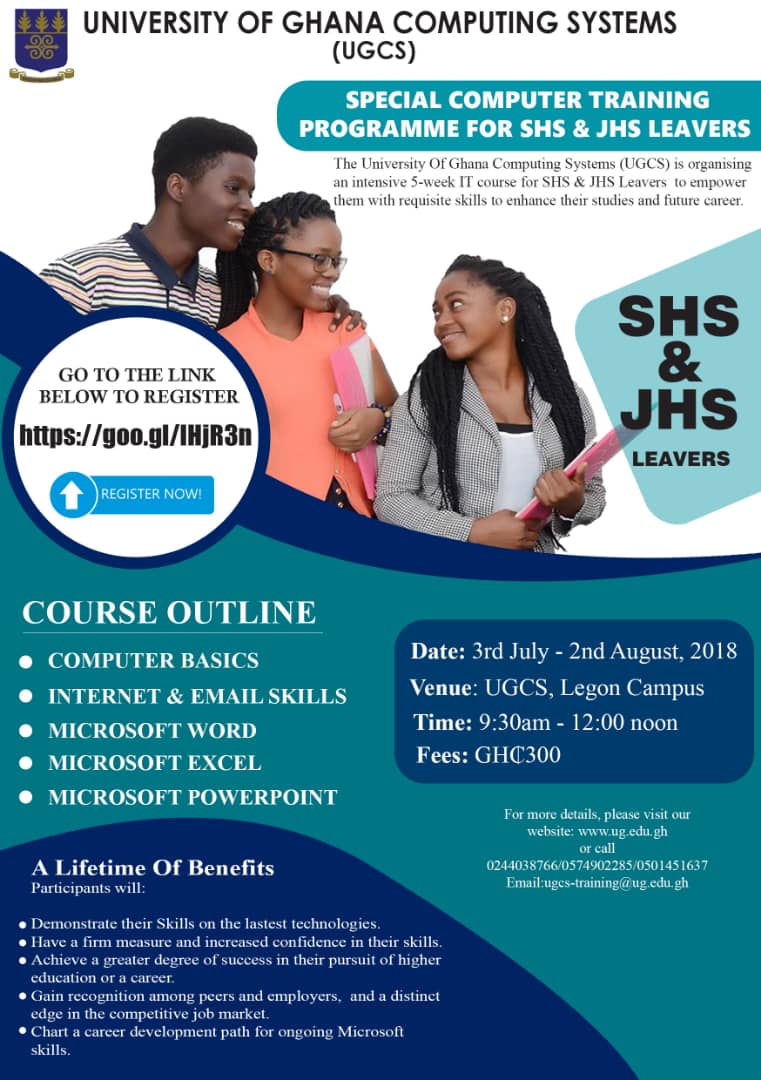 UNIVERSITY OF GHANA COMPUTING SYSTEMS
(UGCS)
SPECIAL COMPUTER TRAINING
PROGRAMME FOR SHS & JHS LEAVERS
The University Of Ghana Computing Systems (UGCS) is organising
an intensive 5-week IT course for SHS & JHS Leavers to empower
them with requisite skills to enhance their studies and future career.
SHS
&
JHS
LEAVERS
GO TO THE LINK
BELOW TO REGISTER
https://goo.gl/lHjR3n
REGISTER NOW!
COURSE OUTLINE
● COMPUTER BASICS
● INTERNET & EMAIL SKILLS
● MICROSOFT WORD
● MICROSOFT EXCEL
● MICROSOFT POWERPOINT
Date: 3rd July - 2nd August, 2018
Venue: UGCS, Legon Campus
Time: 9:30am - 12:00 noon
Fees: GH₵300
For more details, please visit our
website: www.ug.edu.gh
or call
0244038766/0574902285/0501451637
Email:ugcs-training@ug.edu.gh
A Lifetime Of Benefits
Participants will:
● Demonstrate their Skills on the lastest technologies.
● Have a firm measure and increased confidence in their skills.
● Achieve a greater degree of success in their pursuit of higher
education or a career.
● Gain recognition among peers and employers, and a distinct
edge in the competitive job market.
● Chart a career development path for ongoing Microsoft
skills.